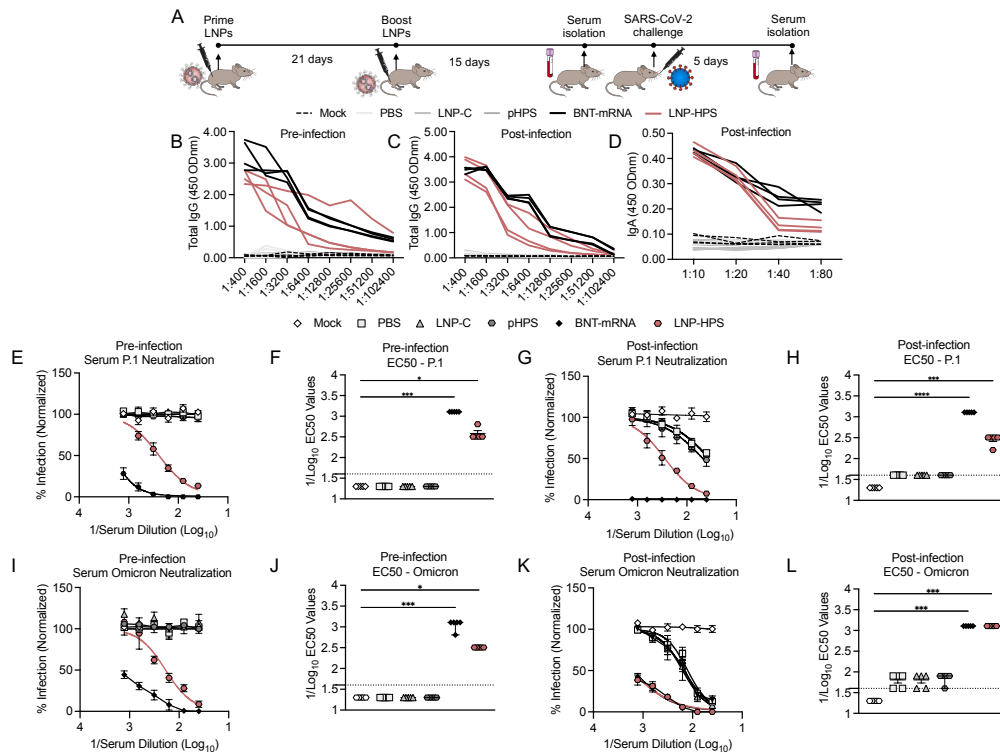 A
Prime
LNPs
Boost
LNPs
Serum
isolation
SARS-CoV-2
challenge
Serum
isolation
21 days
15 days
5 days
Mock PBS LNP-C pHPS BNT-mRNA LNP-HPS
B
Pre-infection
Total IgG (450 ODnm)
4.00
3.00
2.00
1.00
0.00
1:400
1:1600
1:3200
1:6400
1:12800
1:25600
1:51200
1:102400
C
Post-infection
Total IgG (450 ODnm)
5.00
4.00
3.00
2.00
1.00
0.00
1:400
1:1600
1:3200
1:6400
1:12800
1:25600
1:51200
1:102400
D
Post-infection
IgA (450 ODnm)
0.50
0.40
0.30
0.20
0.10
0.00
1:10
1:20
1:40
1:80
Mock PBS LNP-C pHPS BNT-mRNA LNP-HPS
E
Pre-infection
Serum P.1 Neutralization
% Infection (Normalized)
150
100
50
0
4 3 2 1
1/Serum Dilution (Log10)
F
Pre-infection
EC50 - P.1
1/Log10 EC50 Values
4
3.5
3
2.5
2
1.5
1
*
***
G
Post-infection
Serum P.1 Neutralization
% Infection (Normalized)
150
100
50
0
4 3 2 1
1/Serum Dilution (Log10)
H
Post-infection
EC50 - P.1
1/Log10 EC50 Values
4
3.5
3
2.5
2
1.5
1
***
****
I
Pre-infection
Serum Omicron Neutralization
% Infection (Normalized)
150
100
50
0
4 3 2 1
1/Serum Dilution (Log10)
J
Pre-infection
EC50 - Omicron
1/Log10 EC50 Values
4
3.5
3
2.5
2
1.5
1
*
***
K
Post-infection
Serum Omicron Neutralization
% Infection (Normalized)
150
100
50
0
4 3 2 1
1/Serum Dilution (Log10)
L
Post-infection
EC50 - Omicron
1/Log10 EC50 Values
4
3.5
3
2.5
2
1.5
1
***
***